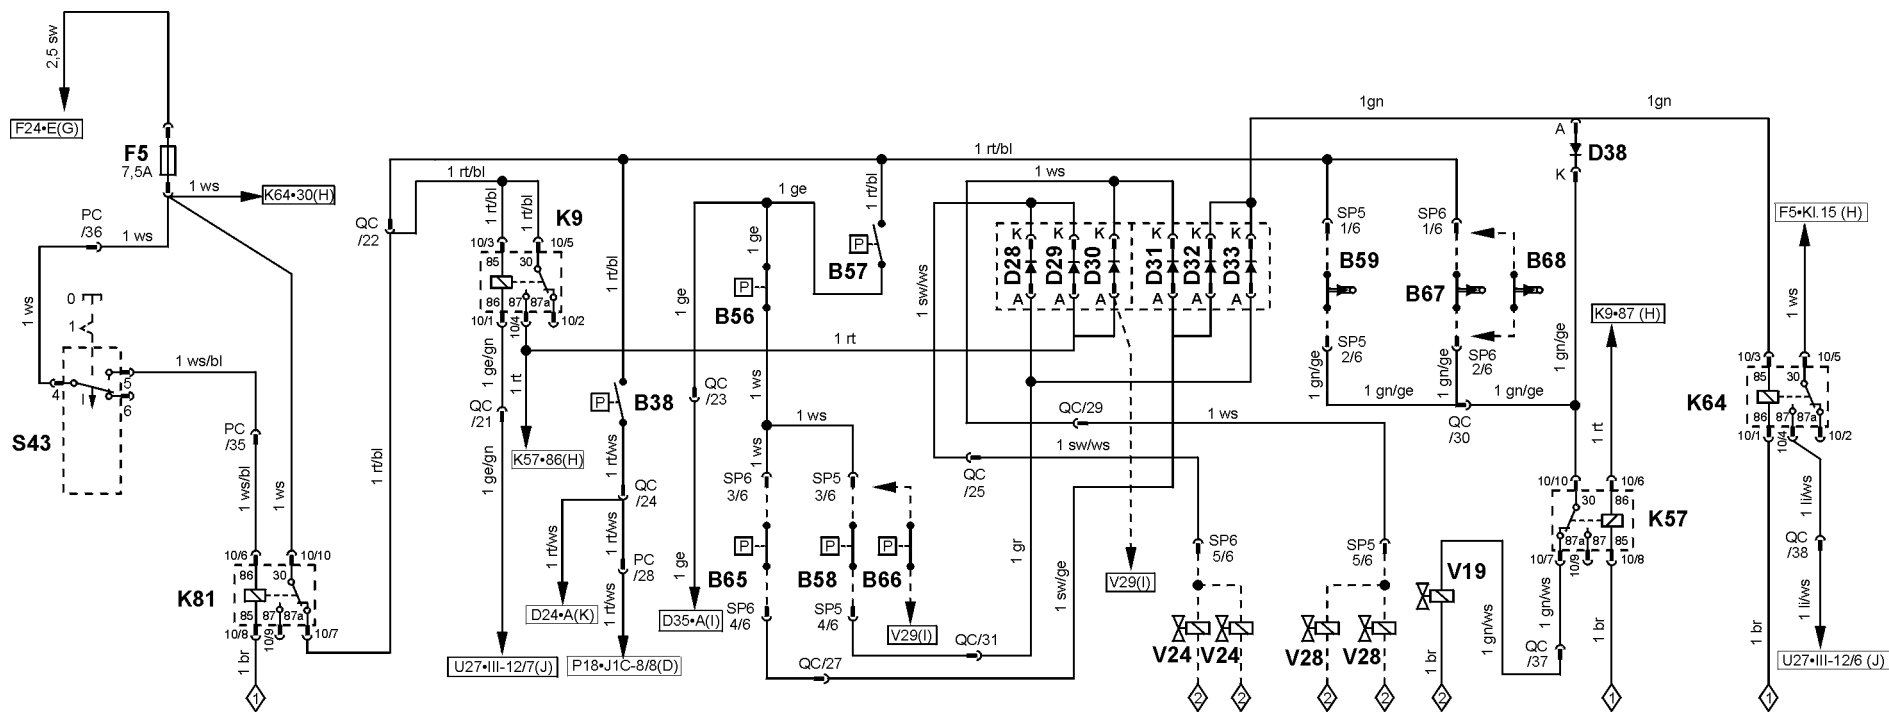 2,5 sw
F24•E(G)
F5
7,5A
1 ws
K64•30(H)
PC
/36
1 ws
1 ws
0
1
4
5
6
S43
1 ws/bl
PC
/35
1 ws/bl
1 ws
10/6
10/10
86
30
K81
85
87
87a
10/8
10/9
10/7
1 br
1
QC
/22
1 rt/bl
1 rt/bl
1 rt/bl
1 rt/bl
K9
10/3
10/5
85
30
86
87
87a
10/1
10/4
10/2
1 ge/gn
1 rt
QC
/21
1 ge/gn
K57•86(H)
U27•III-12/7(J)
1 rt/bl
P
B38
1 rt/ws
QC
/24
1 rt/ws
1 rt/ws
PC
/28
1 rt/ws
D24•A(K)
P18•J1C-8/8(D)
1 ge
1 ge
1 ge
P
B56
QC
/23
1 ge
D35•A(I)
1 rt/bl
P
B57
1 rt
1 ws
1 ws
1 ws
SP6
3/6
SP5
3/6
P
B65
P
B58
P
B66
SP6
4/6
SP5
4/6
V29(I)
QC/31
QC/27
1 rt/bl
1 ws
1 sw/ws
K
K
K
K
K
K
D28
D29
D30
D31
D32
D33
A
A
A
A
A
A
QC/29
1 ws
1 sw/ws
QC
/25
1 gr
1 sw/ge
V29(I)
SP6
5/6
SP5
5/6
V24
V24
V28
V28
2
2
2
2
1gn
1gn
A
D38
K
SP5
1/6
SP6
1/6
B59
B67
B68
SP5
2/6
SP6
2/6
1 gn/ge
1 gn/ge
1 gn/ge
1 gn/ge
1 gn/ge
QC
/30
K9•87 (H)
1 rt
10/10
10/6
30
86
K57
87a
87
85
10/7
10/9
10/8
V19
1 gn/ws
1 gn/ws
QC
/37
1 br
2
1 br
1
F5•Kl.15 (H)
1 ws
10/3
10/5
85
30
K64
86
87
87a
10/1
10/4
10/2
1 li/ws
QC
/38
1 li/ws
1 br
U27•III-12/6 (J)
1